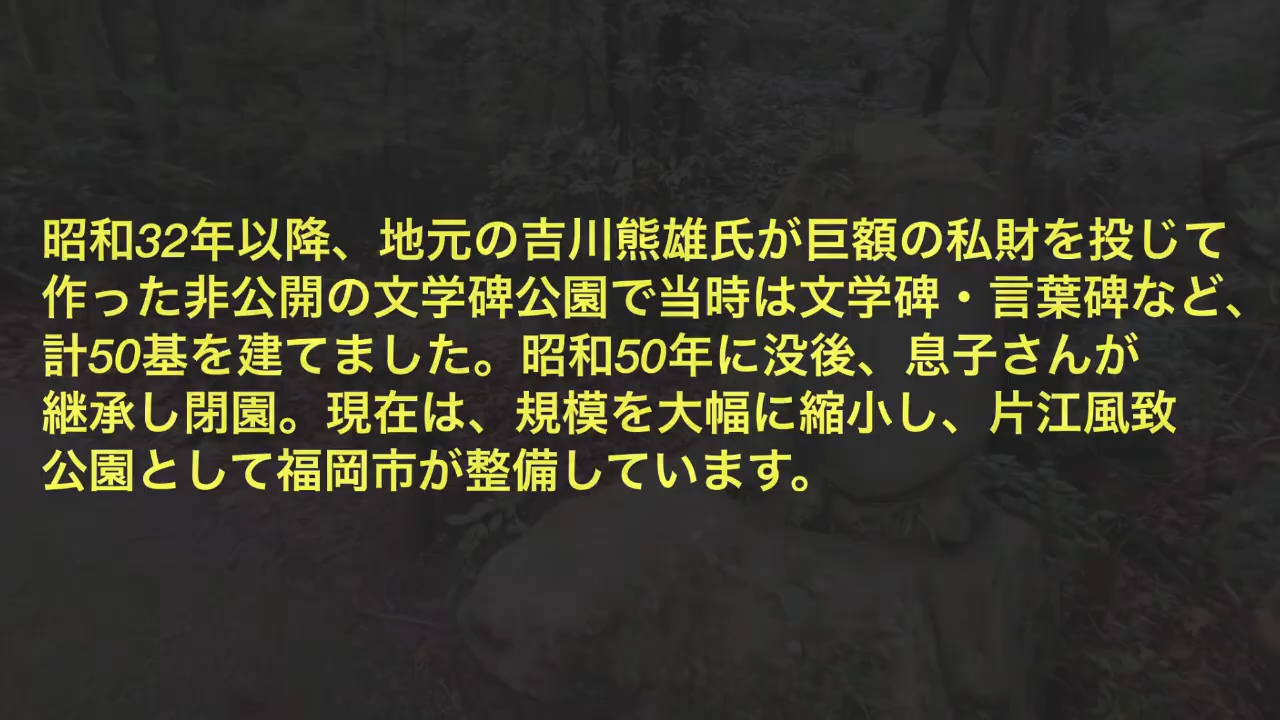 昭和32年以降、地元の吉川熊雄氏が巨額の私財を投じて
作った非公開の文学碑公園で当時は文学碑・言葉碑など、
計50基を建てました。昭和50年に没後、息子さんが
継承し閉園。現在は、規模を大幅に縮小し、片江風致
公園として福岡市が整備しています。